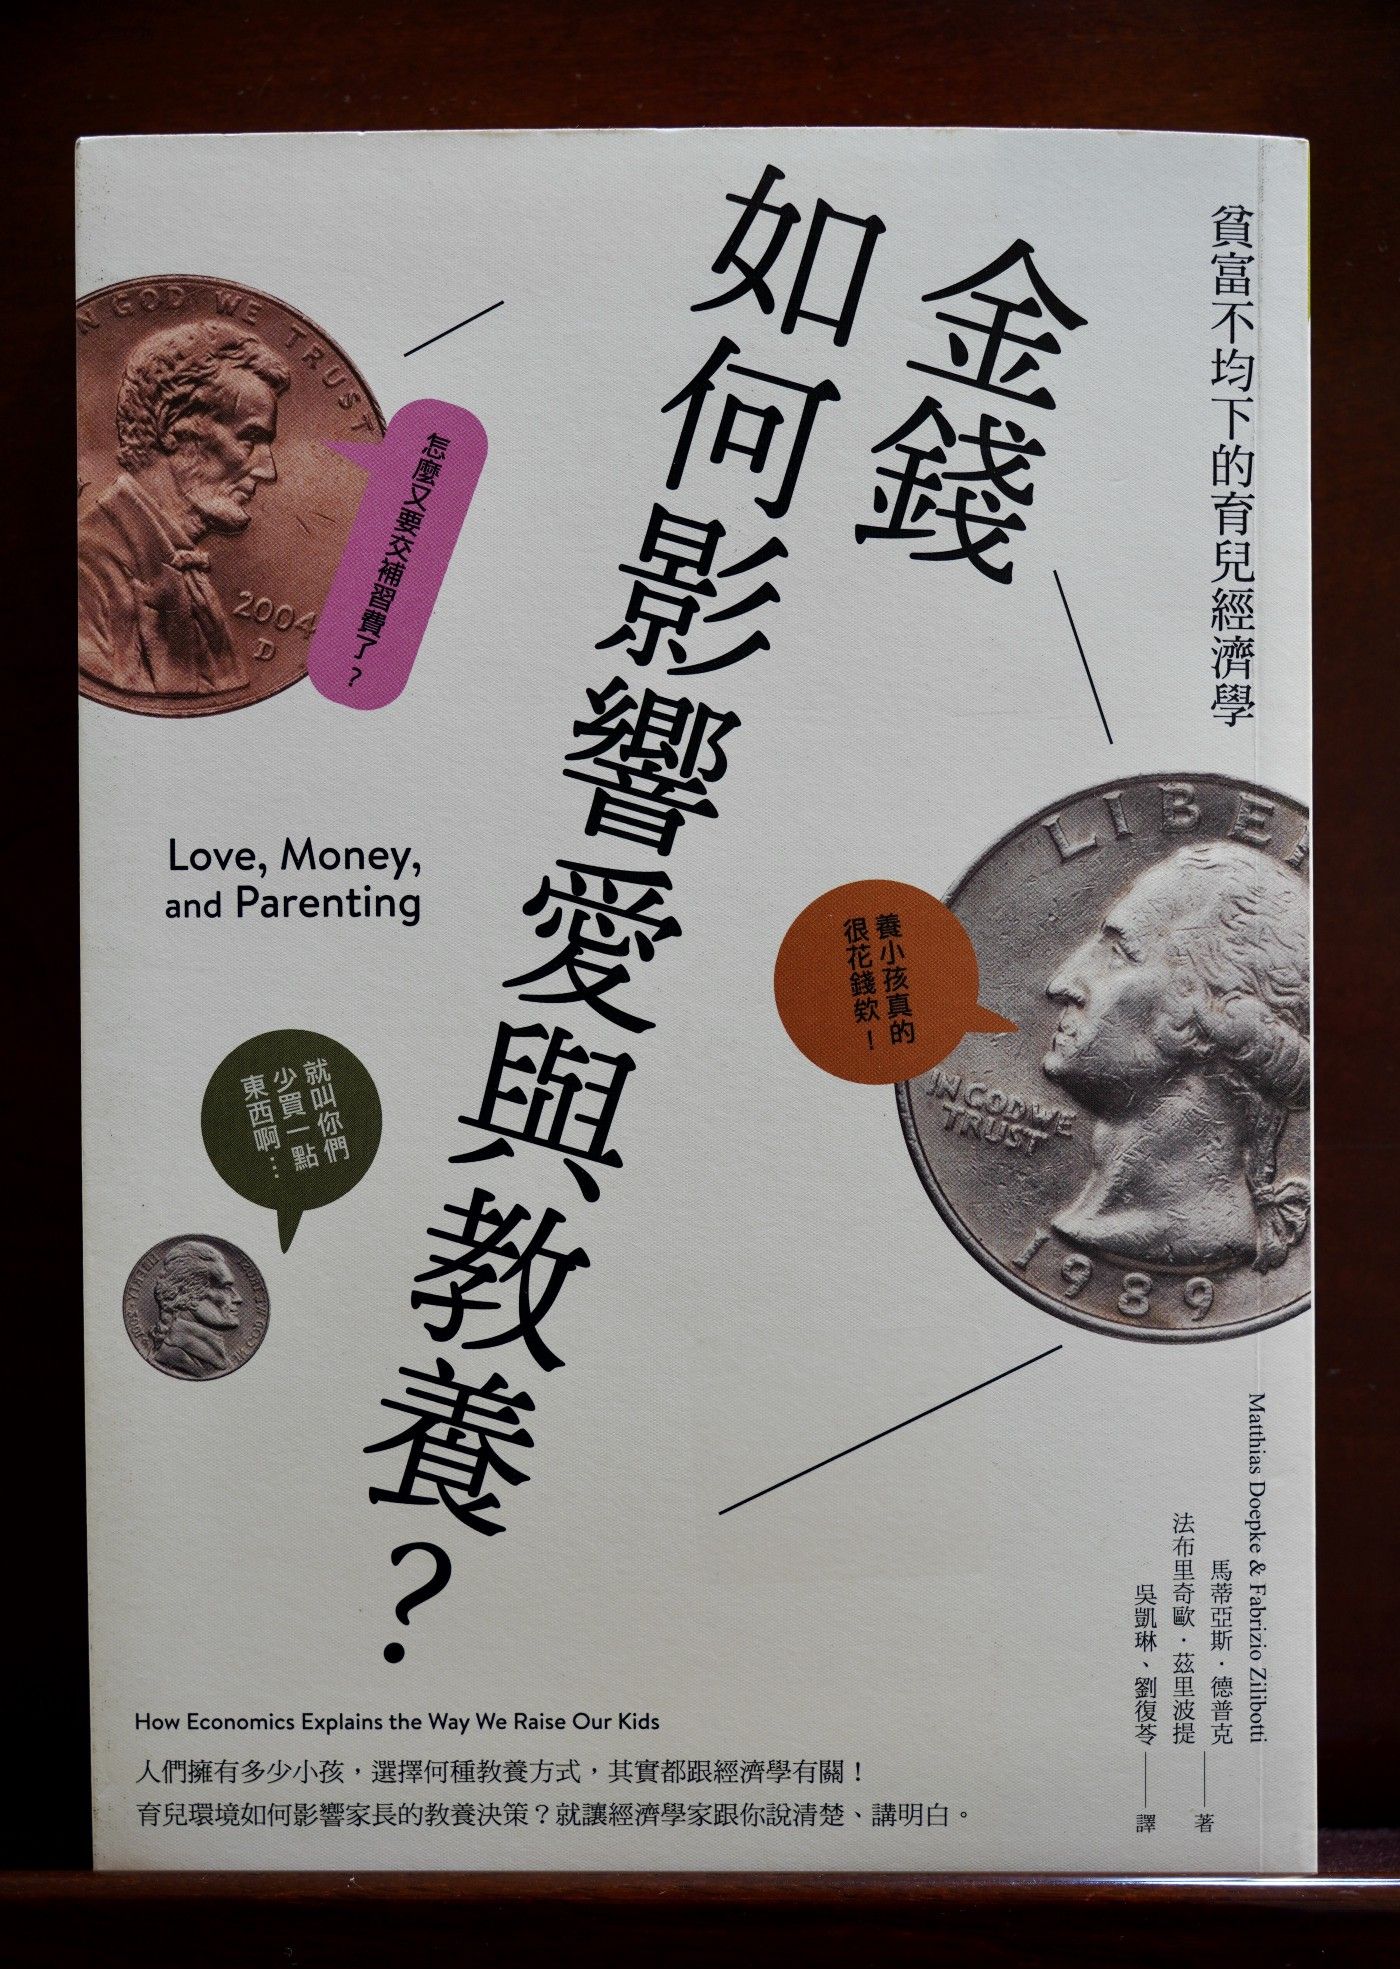 貧富不均下的育兒經濟學
金錢
如何影響愛與教養?
IN GOD WE TRUST
2004
D
怎麼又要交補習費了?
Love, Money,
and Parenting
LIBE
養小孩真的
很花錢欸!
IN GOD WE
TRUST
1989
就叫你們
少買一點
東西啊…
Matthias Doepke & Fabrizio Zilibotti
馬蒂亞斯.德普克
法布里奇歐.茲里波提
——著
吳凱琳、劉復苓——譯
How Economics Explains the Way We Raise Our Kids
人們擁有多少小孩,選擇何種教養方式,其實都跟經濟學有關!
育兒環境如何影響家長的教養決策?就讓經濟學家跟你說清楚、講明白。